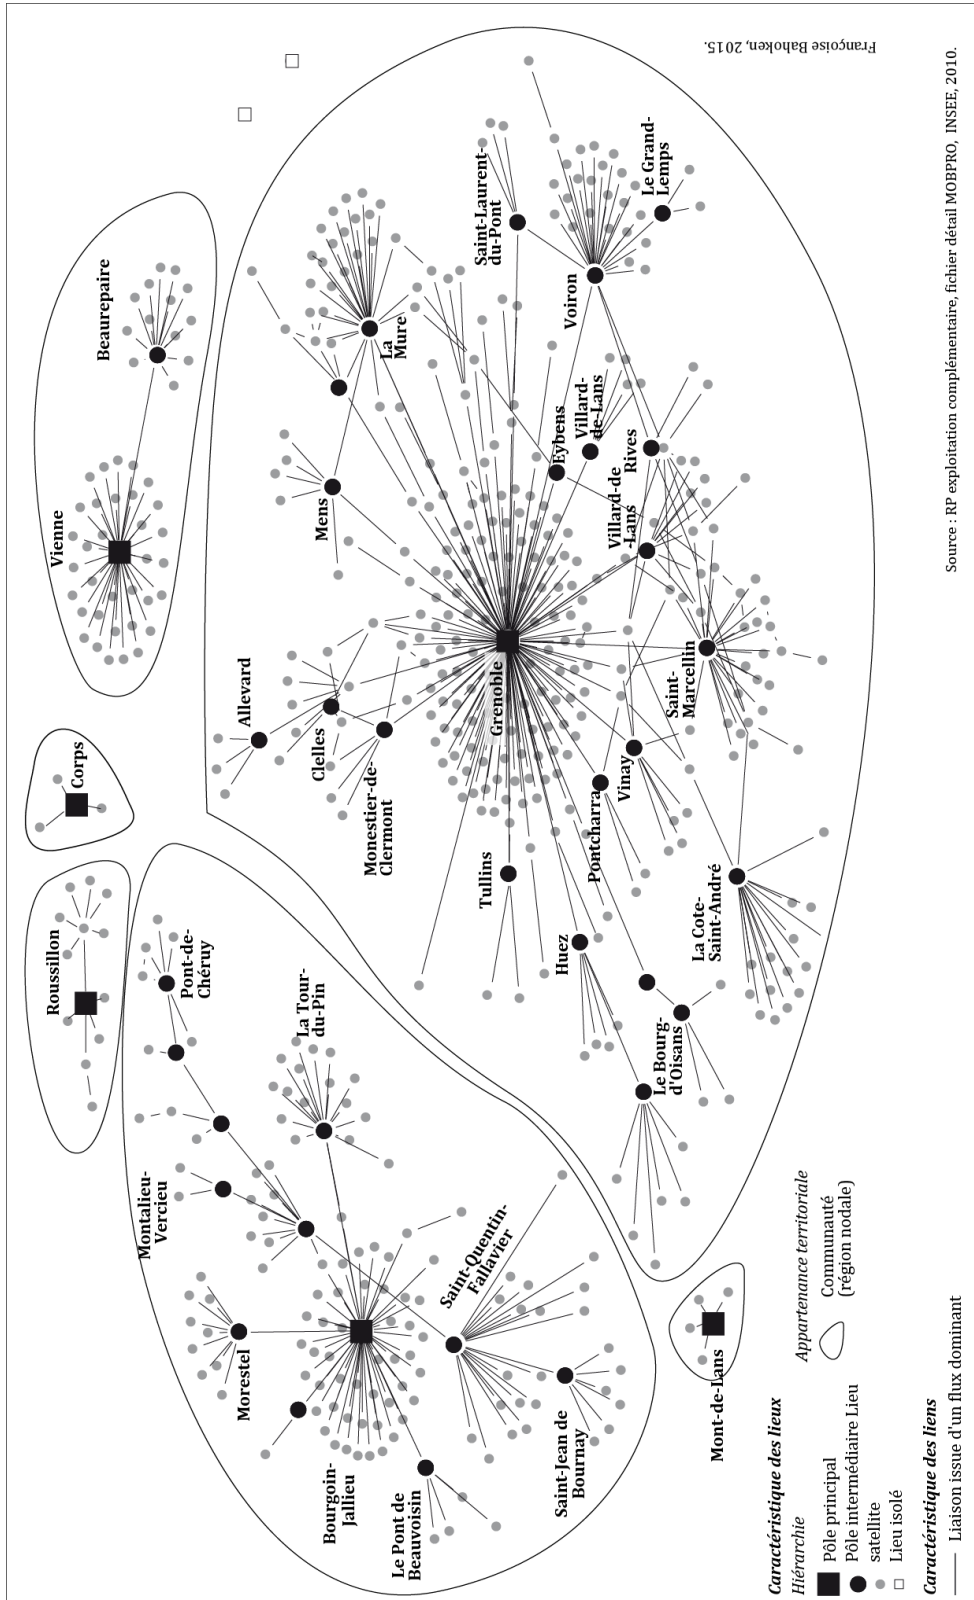 Françoise Bahoken, 2015.
Source : RP exploitation complémentaire, fichier détail MOBPRO, INSEE, 2010.
Beaurepaire
Vienne
Corps
Roussillon
Allevard
Clelles
Monestier-de-
Clermont
Mens
La
Mure
Saint-Laurent-
du-Pont
Le Grand-
Lemps
Voiron
Eybens
Villard-
de-Lans
Rives
Villard-de
-Lans
Grenoble
Saint-
Marcellin
Vinay
Pontcharra
Tullins
Huez
La Cote-
Saint-André
Le Bourg-
d'Oisans
Pont-de-
Chéruy
La Tour-
du-Pin
Montalieu-
Vercieu
Morestel
Saint-Quentin-
Fallavier
Bourgoin-
Jallieu
Le Pont de
Beauvoisin
Saint-Jean de
Bournay
Mont-de-Lans
Caractéristique des lieux
Hiérarchie
Pôle principal
Pôle intermédiaire Lieu
satellite
Lieu isolé
Appartenance territoriale
Communauté
(région nodale)
Caractéristique des liens
Liaison issue d'un flux dominant